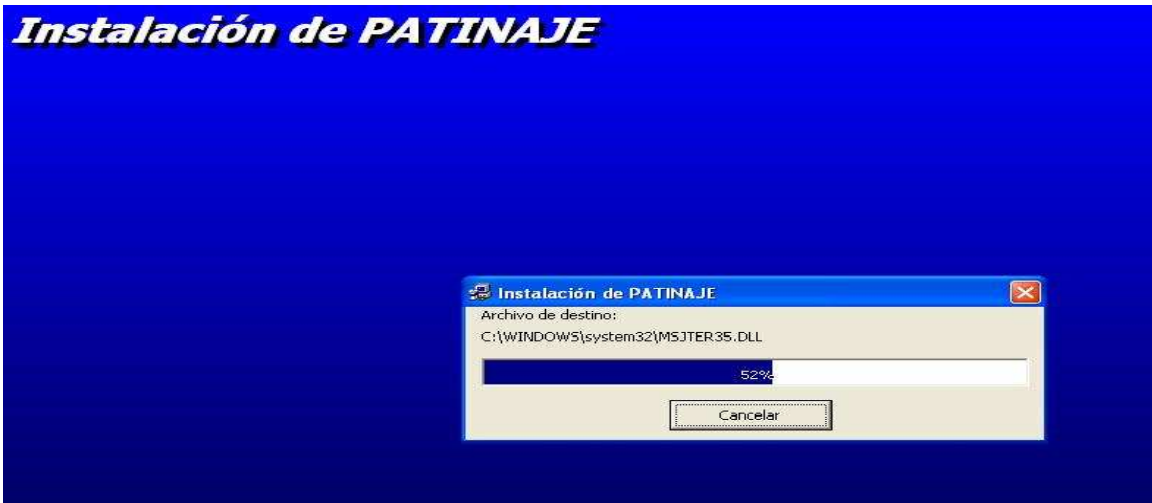 Instalación de PATINAJE
Instalación de PATINAJE
Archivo de destino:
C:\WINDOWS\system32\MSJTER35.DLL
52%
Cancelar